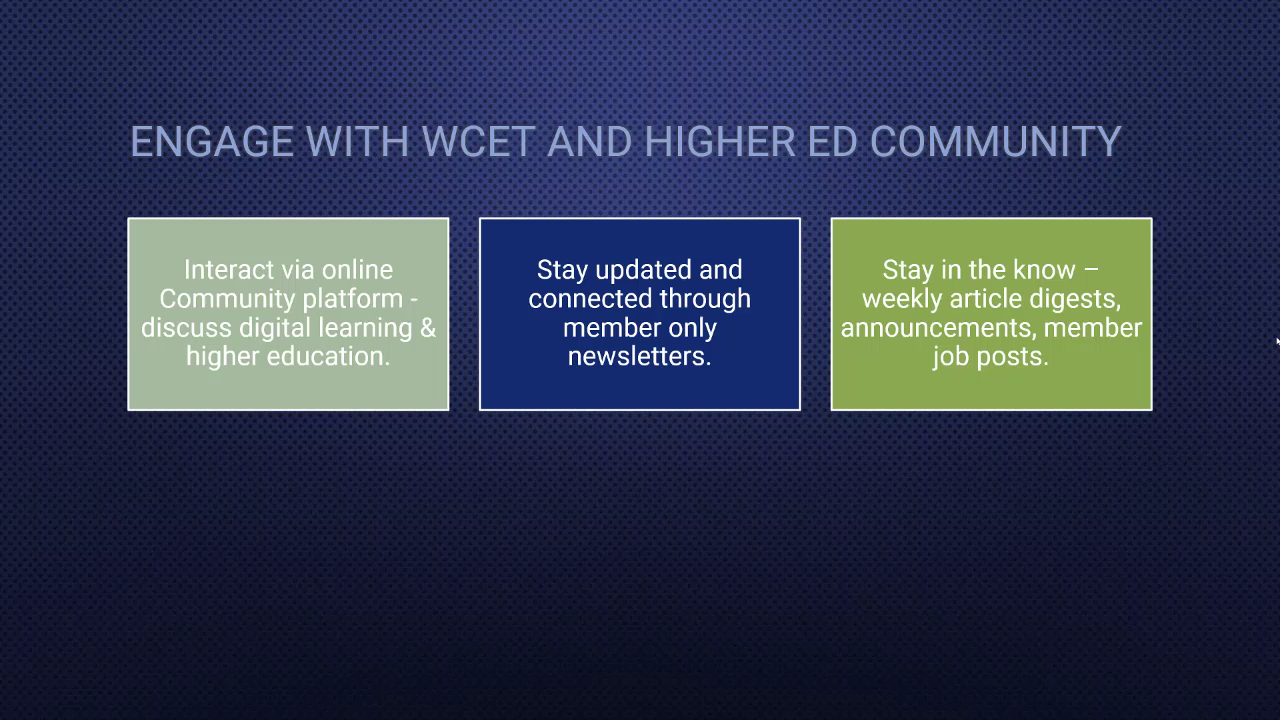 ENGAGE WITH WCET AND HIGHER ED COMMUNITY
Interact via online
Community platform -
discuss digital learning &
higher education.
Stay updated and
connected through
member only
newsletters.
Stay in the know –
weekly article digests,
announcements, member
job posts.